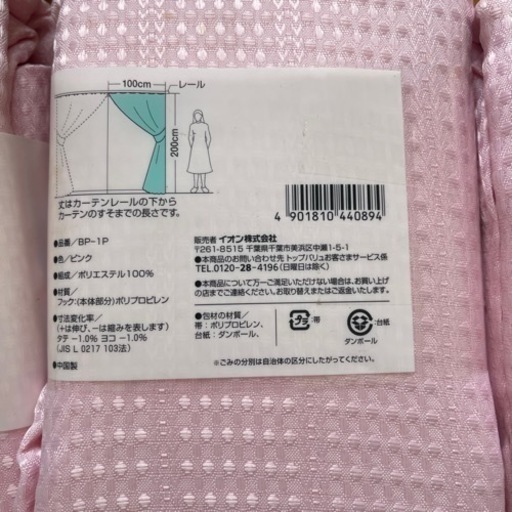 100cm
レール
200cm
丈はカーテンレールの下から
カーテンのすそまでの長さです。
4 901810 440894
●品番/BP-1P
●色/ピンク
●組成/ポリエステル100%
●材質/
フック(本体部分)ポリプロピレン
●寸法変化率/
(+は伸び、-は縮みを表します)
タテ -1.0% ヨコ -1.0%
(JIS L 0217 103法)
●中国製
販売者 イオン株式会社
〒261-8515 千葉県千葉市美浜区中瀬1-5-1
●本商品のお問い合わせ先 トップバリュお客さまサービス係
TEL.0120-28-4196(日曜日は除く)
●本商品について万一ご満足いただけない場合は、お買い上げ
の店までご連絡ください。お取り替えまたはご返金いたします。
●包材の材質/
帯:ポリプロピレン、
台紙:ダンボール、
プラ
:帯
:台紙
ダンボール
※ごみの分別は自治体の区分にしたがってください。